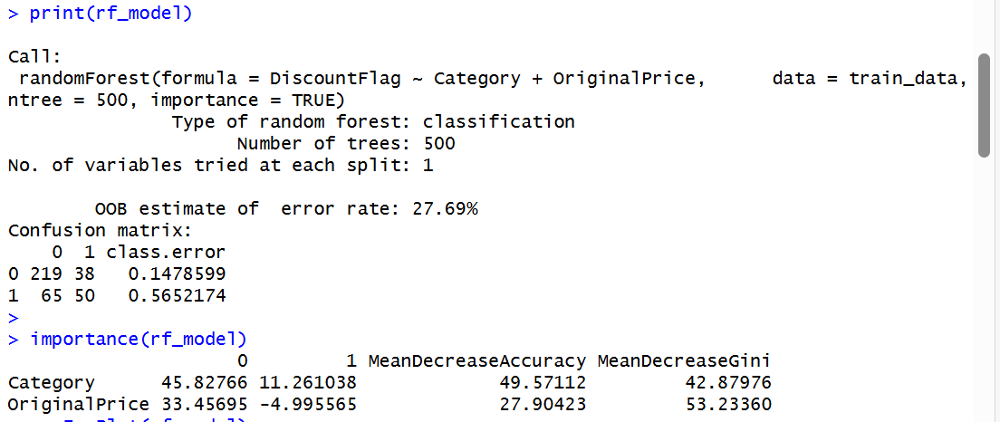 > print(rf_model)
Call:
randomForest(formula = DiscountFlag ~ Category + OriginalPrice, data = train_data,
ntree = 500, importance = TRUE)
Type of random forest: classification
Number of trees: 500
No. of variables tried at each split: 1
OOB estimate of error rate: 27.69%
Confusion matrix:
0 1 class.error
0 219 38 0.1478599
1 65 50 0.5652174
>
> importance(rf_model)
0 1 MeanDecreaseAccuracy MeanDecreaseGini
Category 45.82766 11.261038 49.57112 42.87976
OriginalPrice 33.45695 -4.995565 27.90423 53.23360